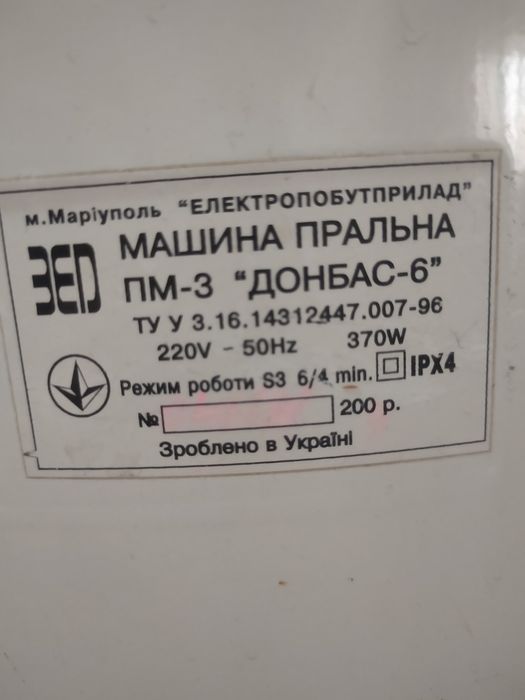 м.Маріуполь "ЕЛЕКТРОПОБУТПРИЛАД"
ЗЕП МАШИНА ПРАЛЬНА
ПМ-3 "ДОНБАС-6"
ТУ У 3.16.14312447.007-96
220V - 50Hz 370W
Режим роботи S3 6/4 min. IPX4
№ 200 р.
Зроблено в Україні